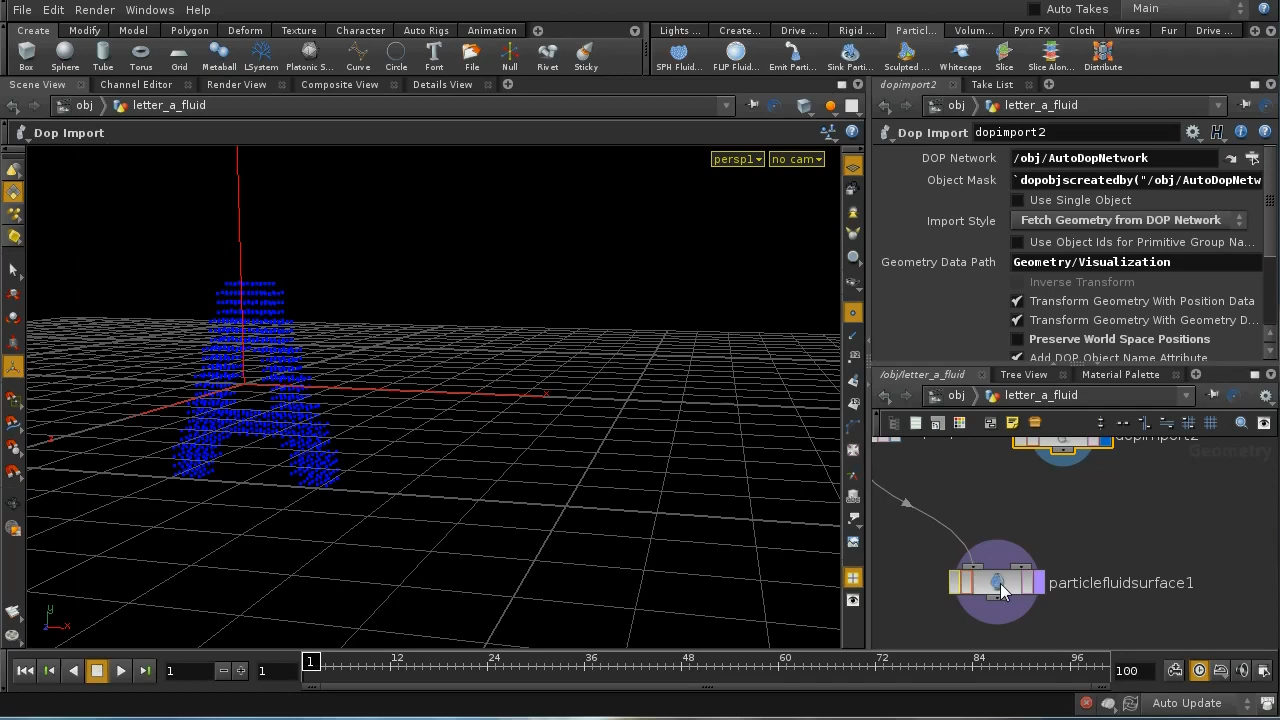 File Edit Render Windows Help Auto Takes Main
Create Modify Model Polygon Deform Texture Character Auto Rigs Animation Lights ... Create... Drive ... Rigid ... Particl... Volum... Pyro FX Cloth Wires Fur Drive ...
Box Sphere Tube Torus Grid Metaball LSystem Platonic S... Curve Circle Font File Null Rivet Sticky SPH Fluid... FLIP Fluid... Emit Parti... Sink Parti... Sculpted ... Whitecaps Slice Slice Alon... Distribute
Scene View Channel Editor Render View Composite View Details View
obj letter_a_fluid
Dop Import
persp1 no cam
y
z x
x
z
dopimport2 Take List
obj letter_a_fluid
Dop Import dopimport2
DOP Network /obj/AutoDopNetwork
Object Mask `dopobjscreatedby("/obj/AutoDopNetw
Use Single Object
Import Style Fetch Geometry from DOP Network
Use Object Ids for Primitive Group Na...
Geometry Data Path Geometry/Visualization
Inverse Transform
Transform Geometry With Position Data
Transform Geometry With Geometry D...
Preserve World Space Positions
Add DOP Object Name Attribute
/obj/letter_a_fluid Tree View Material Palette
obj letter_a_fluid
dopimport2
Geometry
particlefluidsurface1
1 1 1 12 24 36 48 60 72 84 96 100
Auto Update